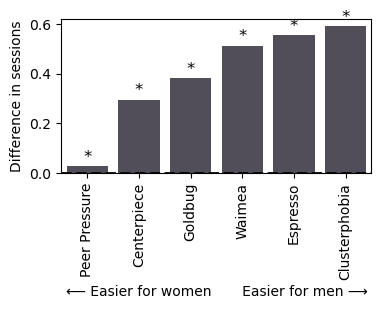 Difference in sessions
0.6
0.4
0.2
0.0
* * * * * *
Peer Pressure
Centerpiece
Goldbug
Waimea
Espresso
Clusterphobia
⟵ Easier for women
Easier for men ⟶